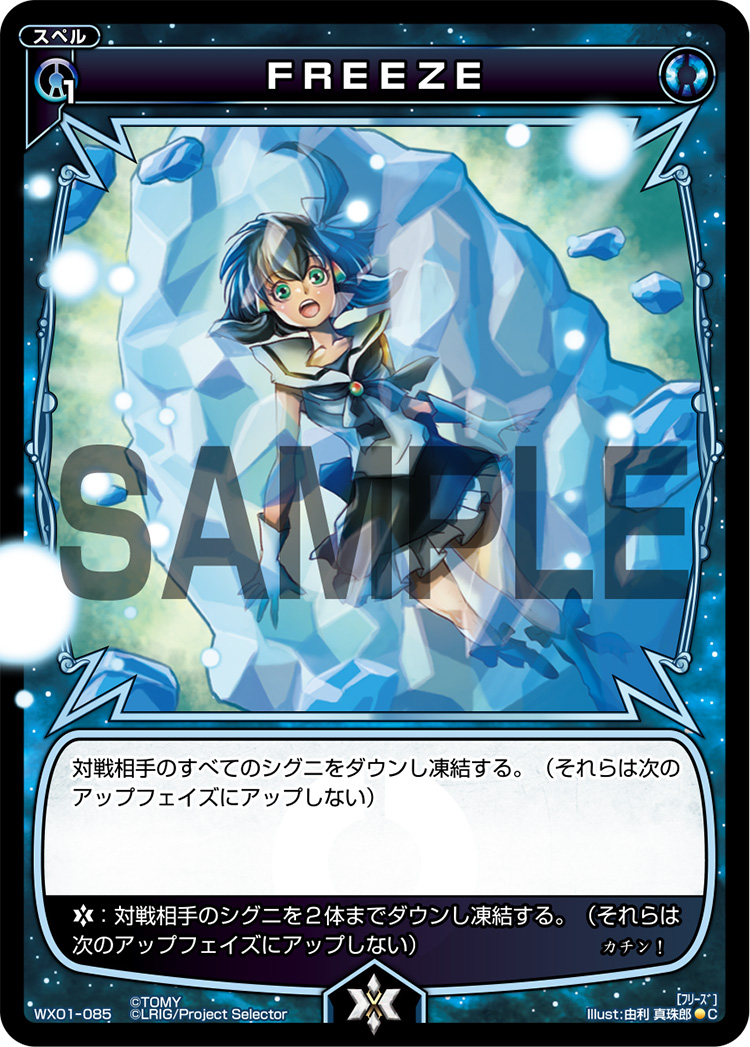 スペル
1
FREEZE
SAMPLE
対戦相手のすべてのシグニをダウンし凍結する。（それらは次の
アップフェイズにアップしない）
：対戦相手のシグニを２体までダウンし凍結する。（それらは
次のアップフェイズにアップしない）
カチン！
[ﾌﾘｰｽﾞ]
WX01-085 ©TOMY
©LRIG/Project Selector
Illust:由利 真珠郎 C